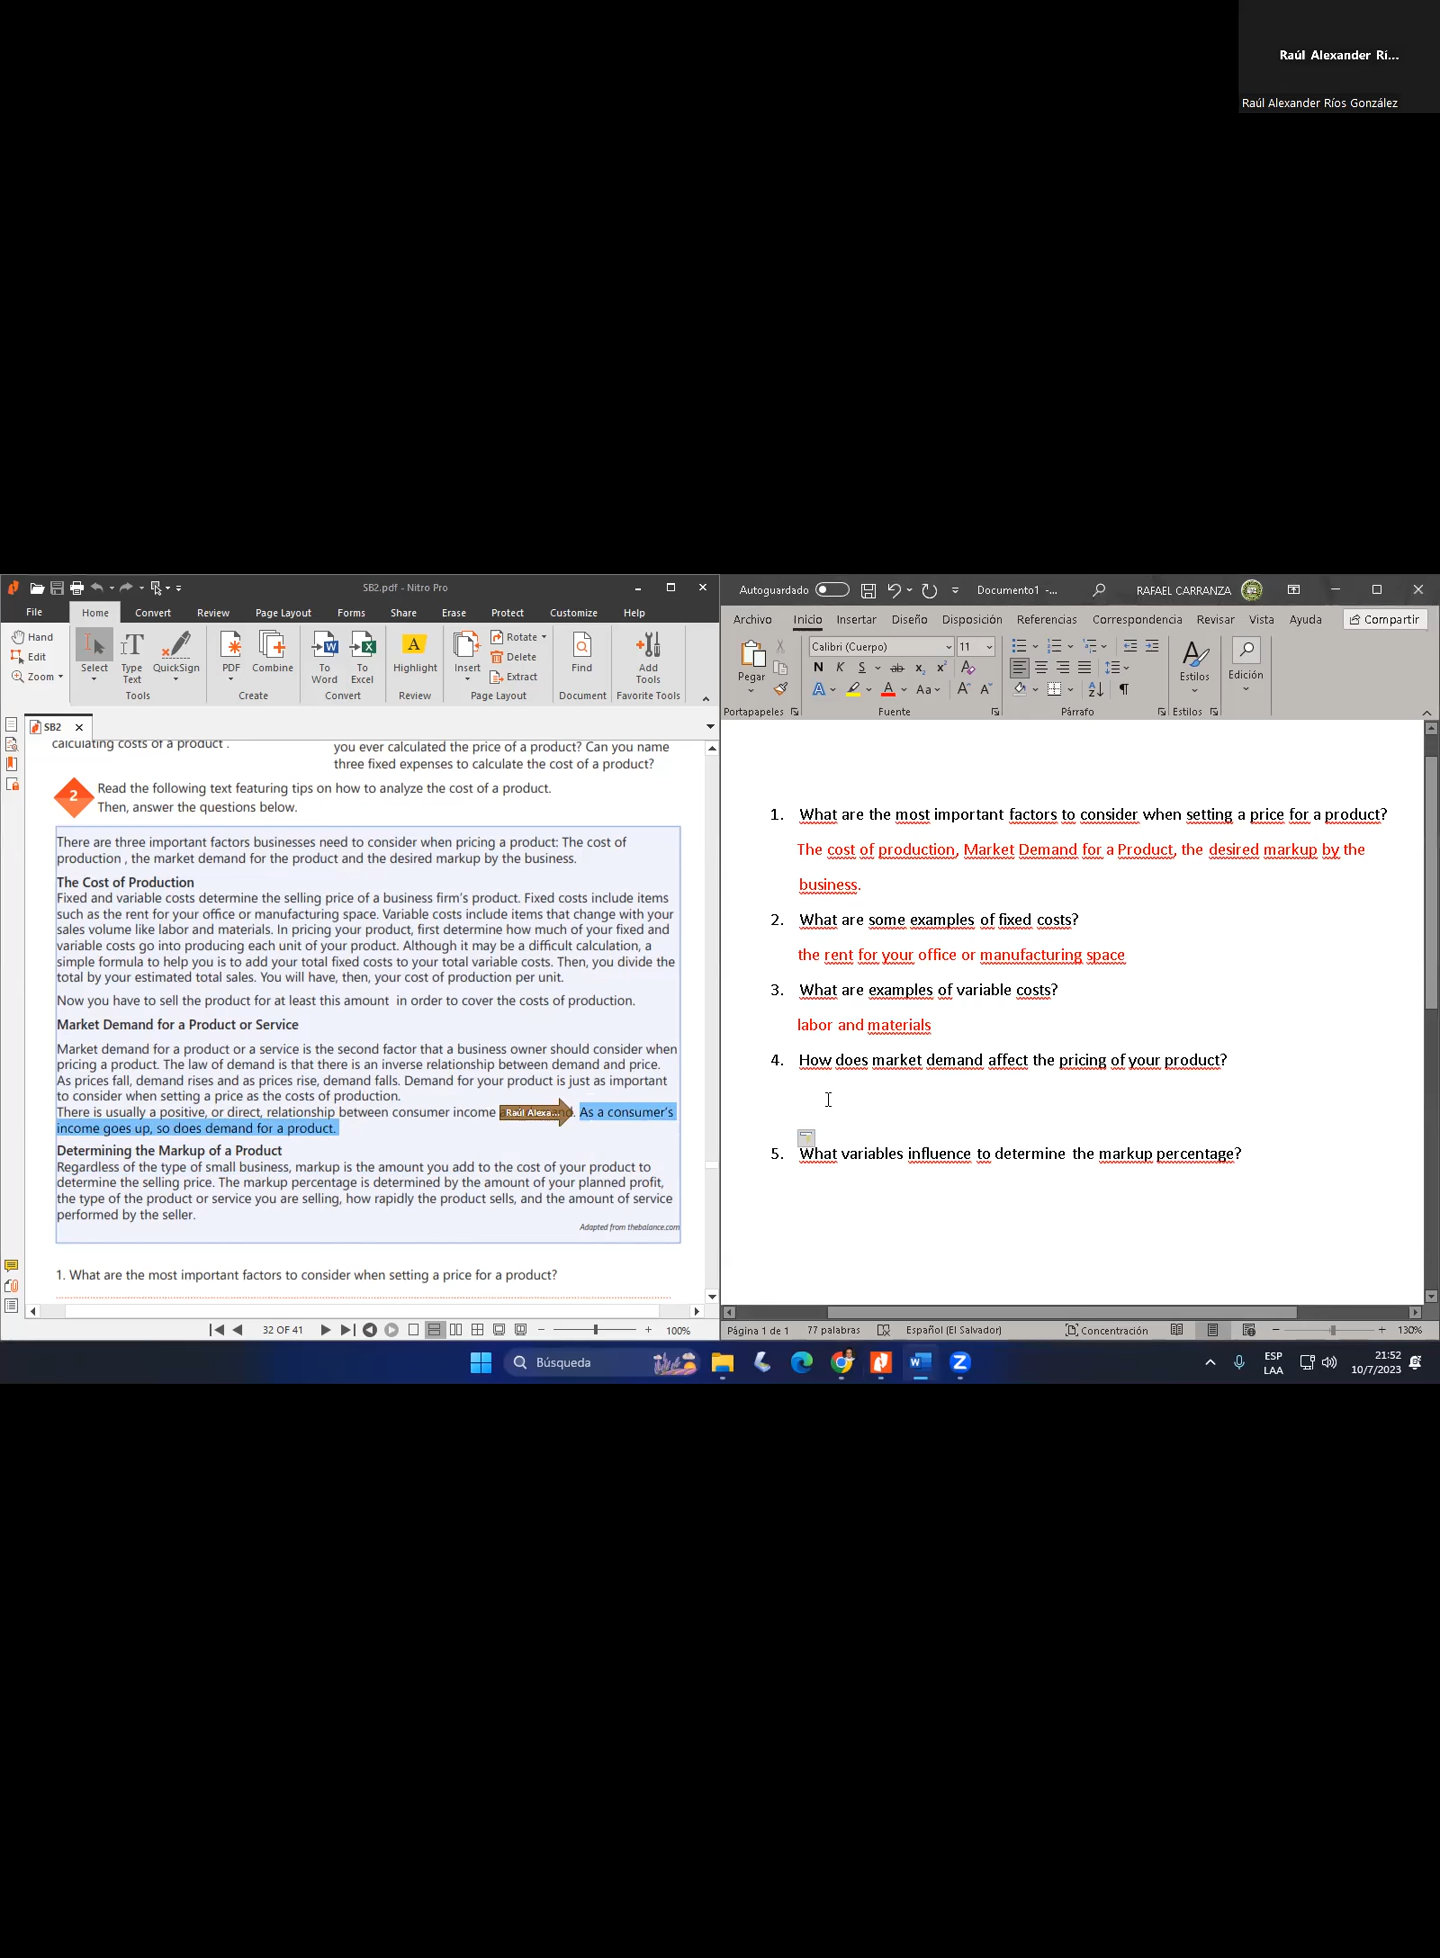 Raúl Alexander Rí...
Raúl Alexander Ríos González
SB2.pdf - Nitro Pro
File Home Convert Review Page Layout Forms Share Erase Protect Customize Help
Hand
Edit
Zoom
Select
Type Text
QuickSign
Tools
PDF
Combine
Create
To Word
To Excel
Convert
Highlight
Review
Insert
Rotate
Delete
Extract
Page Layout
Find
Document
Add Tools
Favorite Tools
SB2
calculating costs of a product .
you ever calculated the price of a product? Can you name
three fixed expenses to calculate the cost of a product?
2
Read the following text featuring tips on how to analyze the cost of a product.
Then, answer the questions below.
There are three important factors businesses need to consider when pricing a product: The cost of
production , the market demand for the product and the desired markup by the business.
The Cost of Production
Fixed and variable costs determine the selling price of a business firm's product. Fixed costs include items
such as the rent for your office or manufacturing space. Variable costs include items that change with your
sales volume like labor and materials. In pricing your product, first determine how much of your fixed and
variable costs go into producing each unit of your product. Although it may be a difficult calculation, a
simple formula to help you is to add your total fixed costs to your total variable costs. Then, you divide the
total by your estimated total sales. You will have, then, your cost of production per unit.
Now you have to sell the product for at least this amount in order to cover the costs of production.
Market Demand for a Product or Service
Market demand for a product or a service is the second factor that a business owner should consider when
pricing a product. The law of demand is that there is an inverse relationship between demand and price.
As prices fall, demand rises and as prices rise, demand falls. Demand for your product is just as important
to consider when setting a price as the costs of production.
There is usually a positive, or direct, relationship between consumer income Raúl Alexa... As a consumer's
income goes up, so does demand for a product.
Determining the Markup of a Product
Regardless of the type of small business, markup is the amount you add to the cost of your product to
determine the selling price. The markup percentage is determined by the amount of your planned profit,
the type of the product or service you are selling, how rapidly the product sells, and the amount of service
performed by the seller.
Adapted from thebalance.com
1. What are the most important factors to consider when setting a price for a product?
32 OF 41
100%
Autoguardado
Documento1 -...
RAFAEL CARRANZA
Archivo Inicio Insertar Diseño Disposición Referencias Correspondencia Revisar Vista Ayuda Compartir
Pegar
Portapapeles
Calibri (Cuerpo) 11
N K S ab x₂ x²
A A Aa A A
Fuente
Párrafo
Estilos
Estilos
Edición
1. What are the most important factors to consider when setting a price for a product?
The cost of production, Market Demand for a Product, the desired markup by the
business.
2. What are some examples of fixed costs?
the rent for your office or manufacturing space
3. What are examples of variable costs?
labor and materials
4. How does market demand affect the pricing of your product?
5. What variables influence to determine the markup percentage?
Página 1 de 1 77 palabras Español (El Salvador) Concentración 130%
Búsqueda
ESP
LAA
21:52
10/7/2023